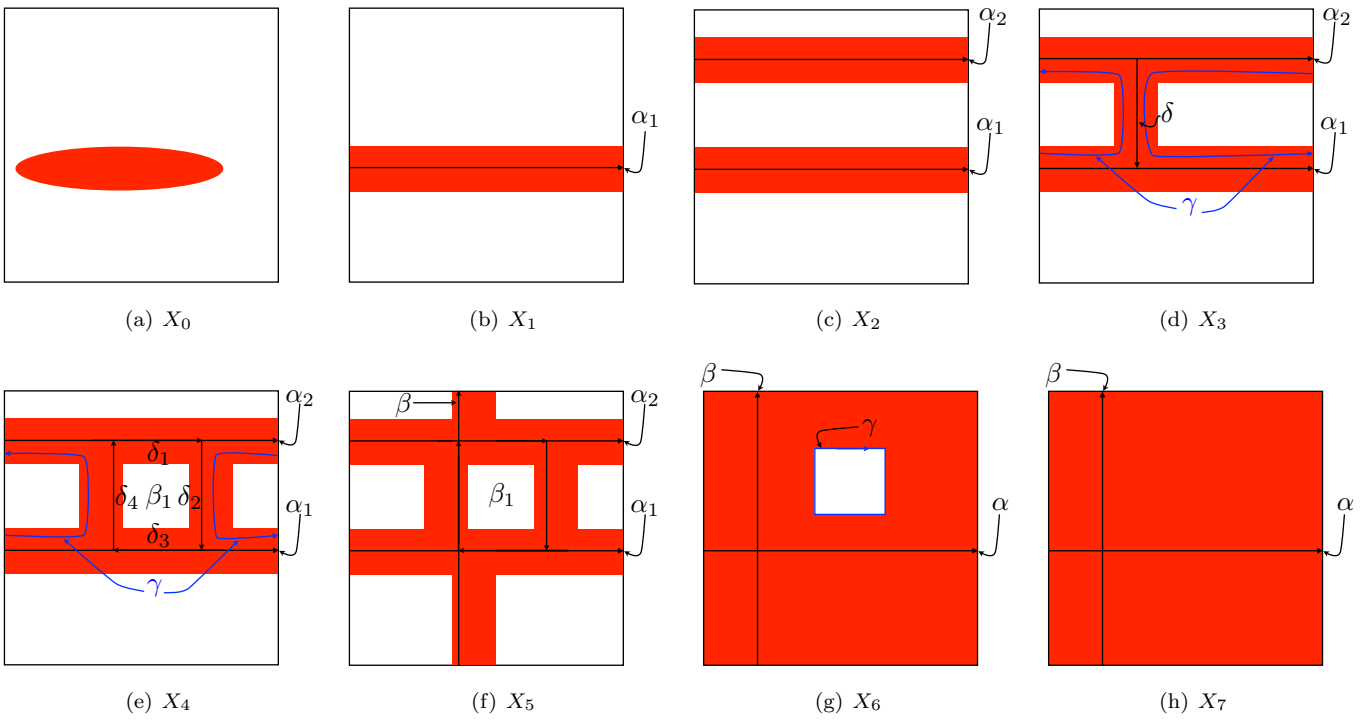 α₁
α₂
α₁
α₂
δ
α₁
γ
(a) X₀
(b) X₁
(c) X₂
(d) X₃
α₂
δ₁
δ₄ β₁ δ₂
α₁
δ₃
γ
β
α₂
β₁
α₁
β
γ
α
β
α
(e) X₄
(f) X₅
(g) X₆
(h) X₇